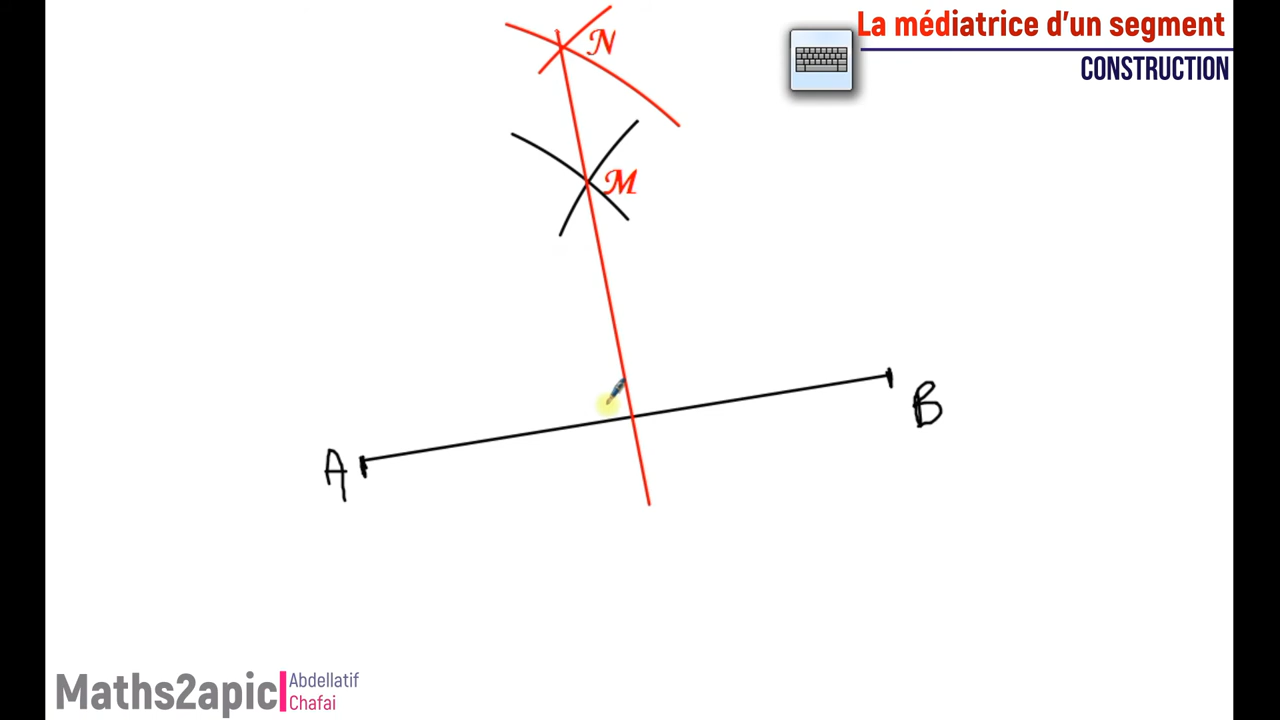 La médiatrice d'un segment
CONSTRUCTION
N
M
A
B
Maths2apic
Abdellatif
Chafai